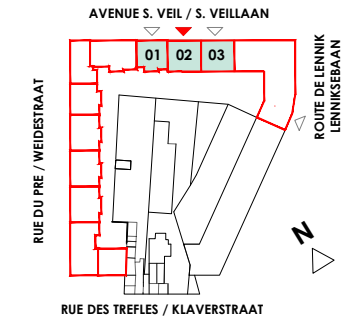 AVENUE S. VEIL / S. VEILLAAN
01 02 03
ROUTE DE LENNIK
LENNIKSEBAAN
RUE DU PRE / WEIDESTRAAT
N
RUE DES TREFLES / KLAVERSTRAAT